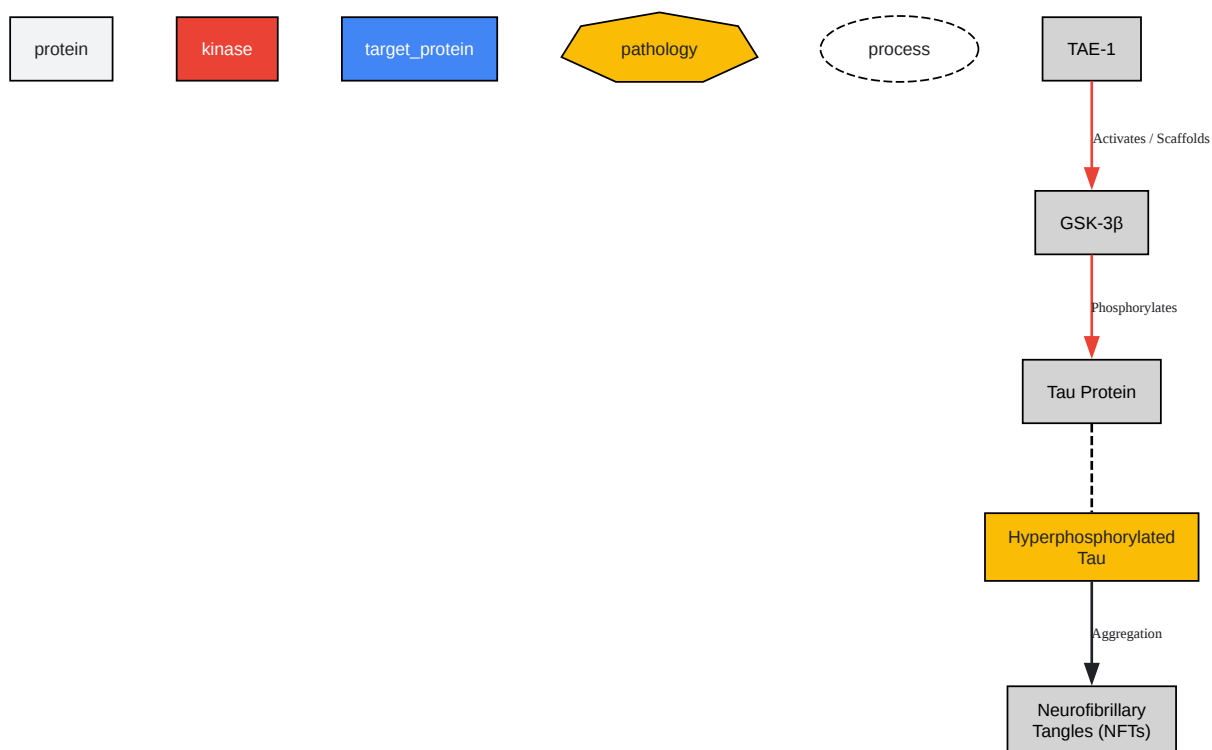 protein
kinase
target_protein
pathology
process
TAE-1
Activates / Scaffolds
GSK-3β
Phosphorylates
Tau Protein
Hyperphosphorylated
Tau
Aggregation
Neurofibrillary
Tangles (NFTs)